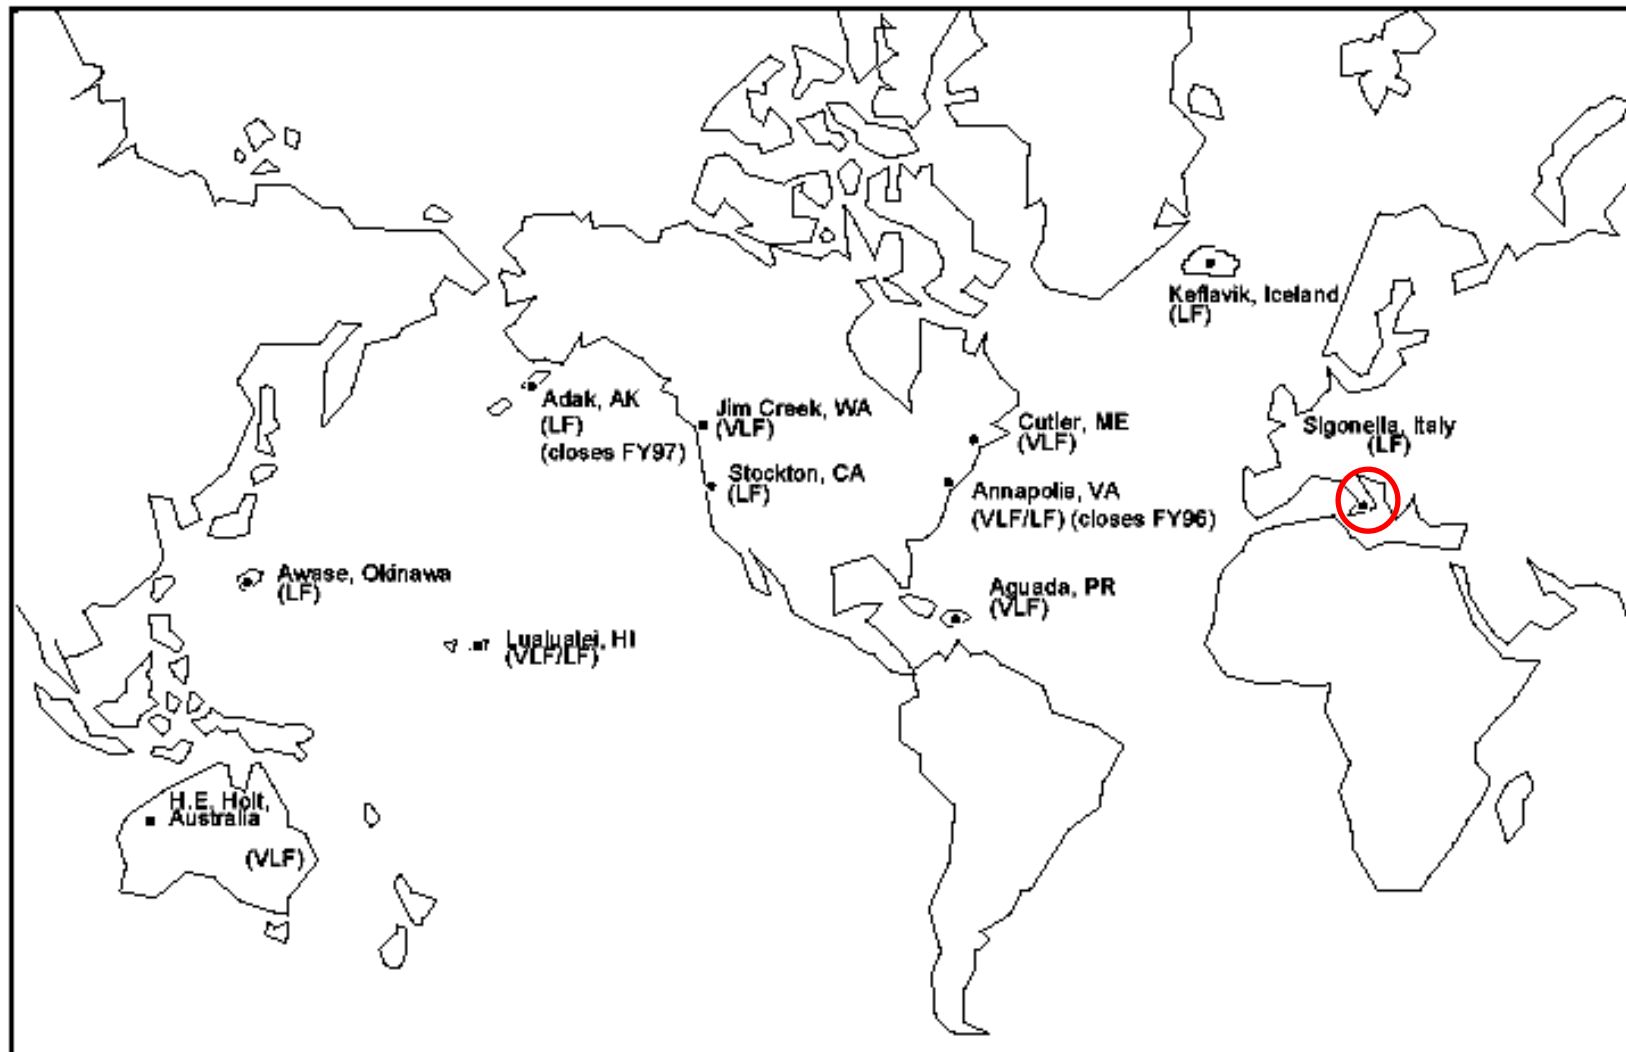 Keflavik, Iceland
(LF)
Adak, AK
(LF)
(closes FY97)
Jim Creek, WA
(VLF)
Cutler, ME
(VLF)
Sigonella, Italy
(LF)
Stockton, CA
(LF)
Annapolis, VA
(VLF/LF) (closes FY96)
Awase, Okinawa
(LF)
Aguada, PR
(VLF)
Lualualei, HI
(VLF/LF)
H.E. Holt,
Australia
(VLF)